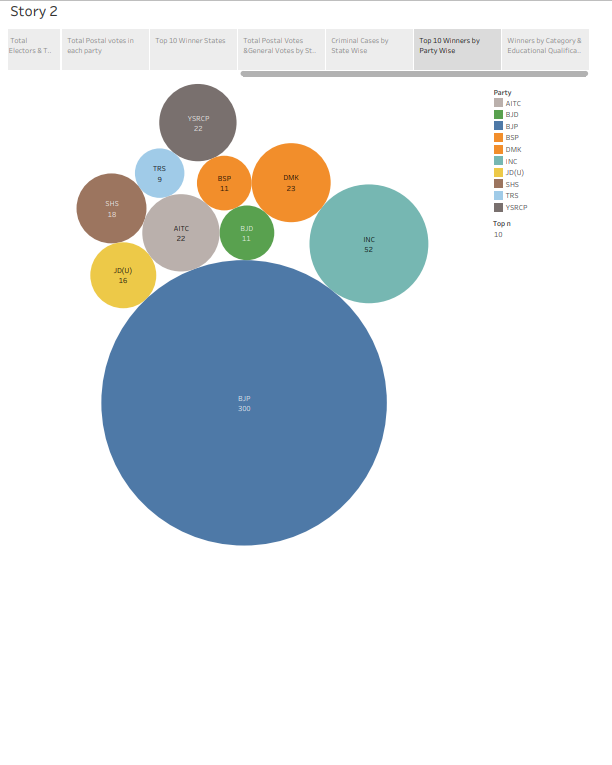 Story 2
Total
Electors & T..
Total Postal votes in
each party
Top 10 Winner States
Total Postal Votes
&General Votes by St..
Criminal Cases by
State Wise
Top 10 Winners by
Party Wise
Winners by Category &
Educational Qualifica..
YSRCP
22
TRS
9
BSP
11
DMK
23
SHS
18
AITC
22
BJD
11
INC
52
JD(U)
16
BJP
300
Party
AITC
BJD
BJP
BSP
DMK
INC
JD(U)
SHS
TRS
YSRCP
Top n
10